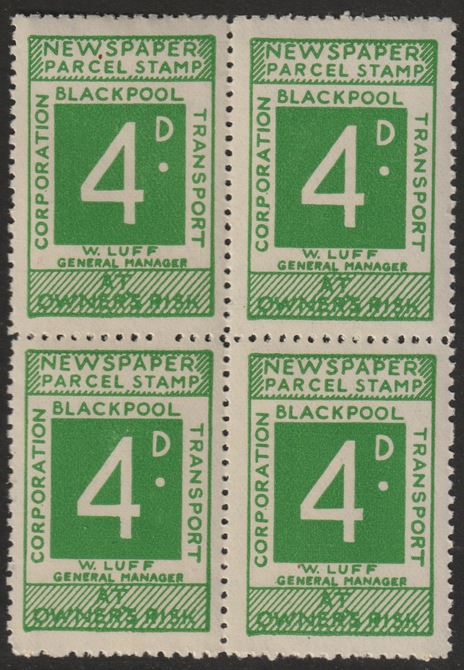 NEWSPAPER
PARCEL STAMP
BLACKPOOL
CORPORATION
TRANSPORT
4D.
W. LUFF
GENERAL MANAGER
AT
OWNER'S RISK
NEWSPAPER
PARCEL STAMP
BLACKPOOL
CORPORATION
TRANSPORT
4D.
W. LUFF
GENERAL MANAGER
AT
OWNER'S RISK
NEWSPAPER
PARCEL STAMP
BLACKPOOL
CORPORATION
TRANSPORT
4D.
W. LUFF
GENERAL MANAGER
AT
OWNER'S RISK
NEWSPAPER
PARCEL STAMP
BLACKPOOL
CORPORATION
TRANSPORT
4D.
W. LUFF
GENERAL MANAGER
AT
OWNER'S RISK